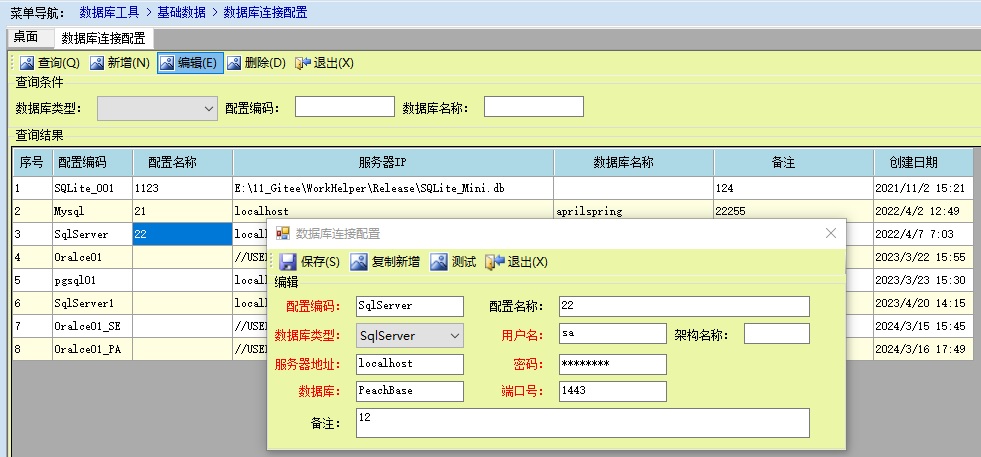 菜单导航： 数据库工具 > 基础数据 > 数据库连接配置
桌面 数据库连接配置
查询(Q) 新增(N) 编辑(E) 删除(D) 退出(X)
查询条件
数据库类型： 配置编码： 数据库名称：
查询结果
序号 配置编码 配置名称 服务器IP 数据库名称 备注 创建日期
1 SQLite_001 1123 E:\11_Gitee\WorkHelper\Release\SQLite_Mini.db 124 2021/11/2 15:21
2 Mysql 21 localhost aprilspring 22255 2022/4/2 12:49
3 SqlServer 22 local 2022/4/7 7:03
4 Oralce01 //USE 2023/3/22 15:55
5 pgsql01 local 2023/3/23 15:30
6 SqlServer1 local 2023/4/20 14:15
7 Oralce01_SE //USE 2024/3/15 15:45
8 Oralce01_PA //USE 2024/3/16 17:49
数据库连接配置
保存(S) 复制新增 测试 退出(X)
编辑
配置编码： SqlServer 配置名称： 22
数据库类型： SqlServer 用户名： sa 架构名称：
服务器地址： localhost 密码： ********
数据库： PeachBase 端口号： 1443
备注： 12